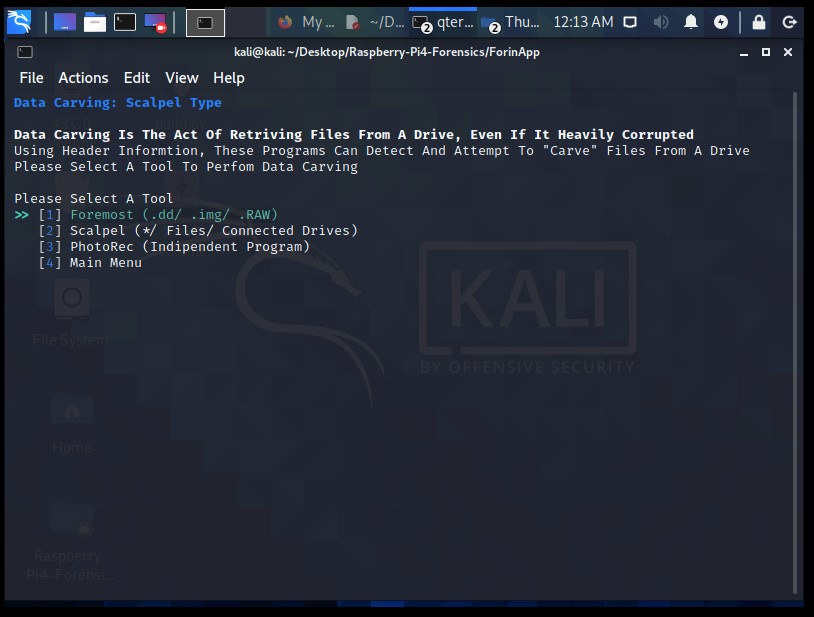 My ...
~/D...
qter...
2
Thu...
2
12:13 AM
kali@kali: ~/Desktop/Raspberry-Pi4-Forensics/ForinApp
File Actions Edit View Help
Data Carving: Scalpel Type
Data Carving Is The Act Of Retriving Files From A Drive, Even If It Heavily Corrupted
Using Header Informtion, These Programs Can Detect And Attempt To "Carve" Files From A Drive
Please Select A Tool To Perfom Data Carving
Please Select A Tool
>> [1] Foremost (.dd/ .img/ .RAW)
[2] Scalpel (*/ Files/ Connected Drives)
[3] PhotoRec (Indipendent Program)
[4] Main Menu
KALI
BY OFFENSIVE SECURITY
File System
Home
Raspberry-
Pi4-Forensi...